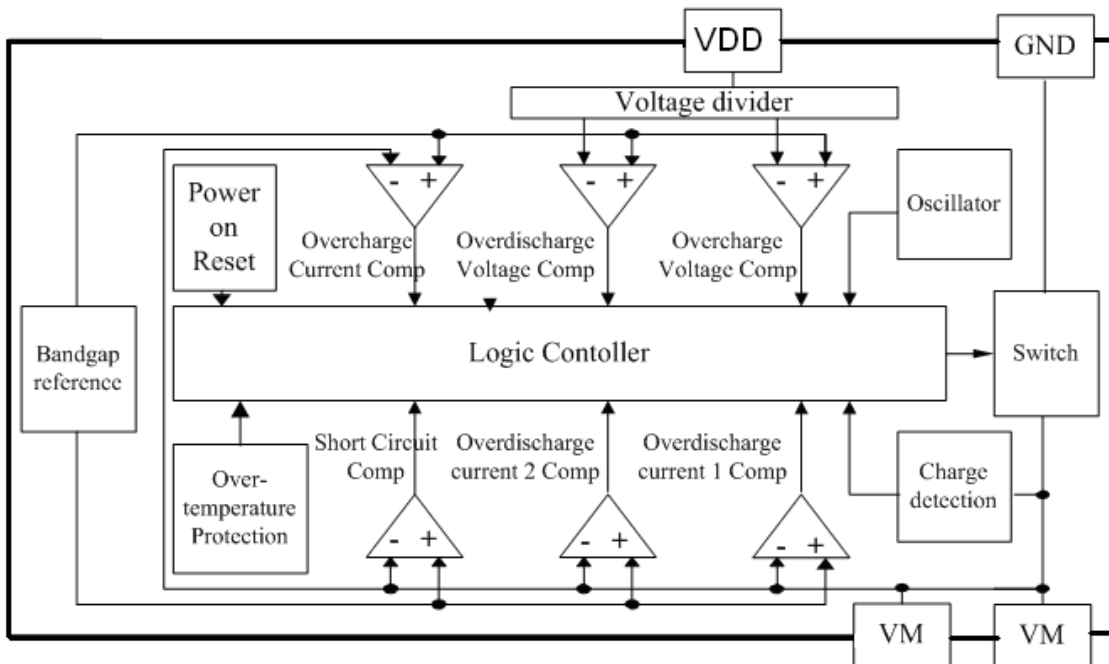 VDD
GND
Voltage divider
- +
- +
- +
Power
on
Reset
Oscillator
Overcharge
Current Comp
Overdischarge
Voltage Comp
Overcharge
Voltage Comp
Bandgap
reference
Logic Contoller
Switch
Over-
temperature
Protection
Short Circuit
Comp
Overdischarge
current 2 Comp
Overdischarge
current 1 Comp
Charge
detection
- +
- +
- +
VM
VM